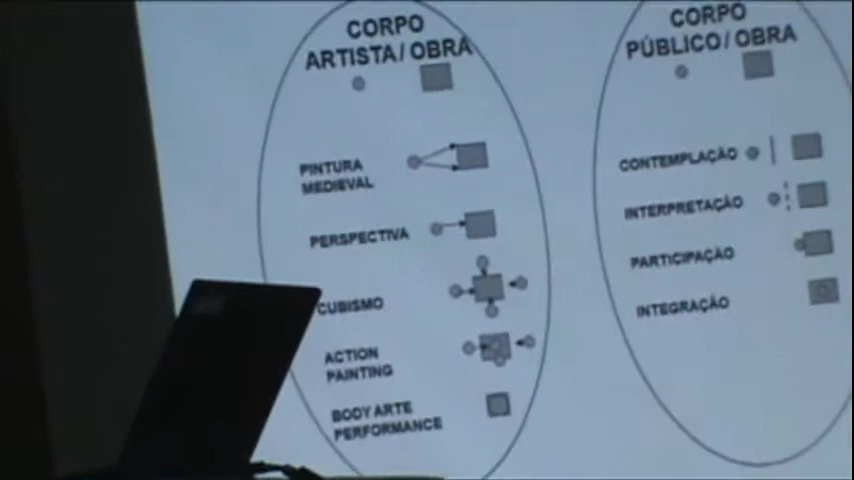 CORPO
ARTISTA/OBRA
PINTURA
MEDIEVAL
PERSPECTIVA
CUBISMO
ACTION
PAINTING
BODY ARTE
PERFORMANCE
CORPO
PÚBLICO/OBRA
CONTEMPLAÇÃO
INTERPRETAÇÃO
PARTICIPAÇÃO
INTEGRAÇÃO